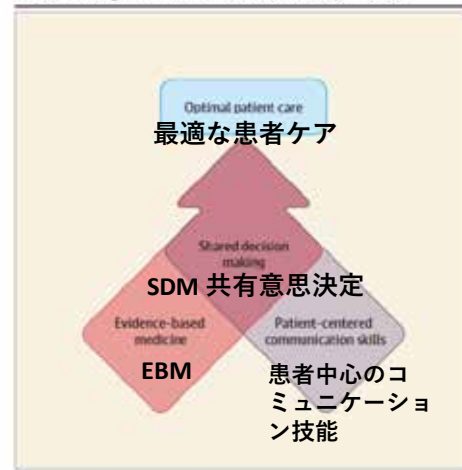 Optimal patient care
最適な患者ケア
Shared decision
making
SDM 共有意思決定
Evidence-based
medicine
EBM
Patient-centered
communication skills
患者中心のコ
ミュニケーショ
ン技能